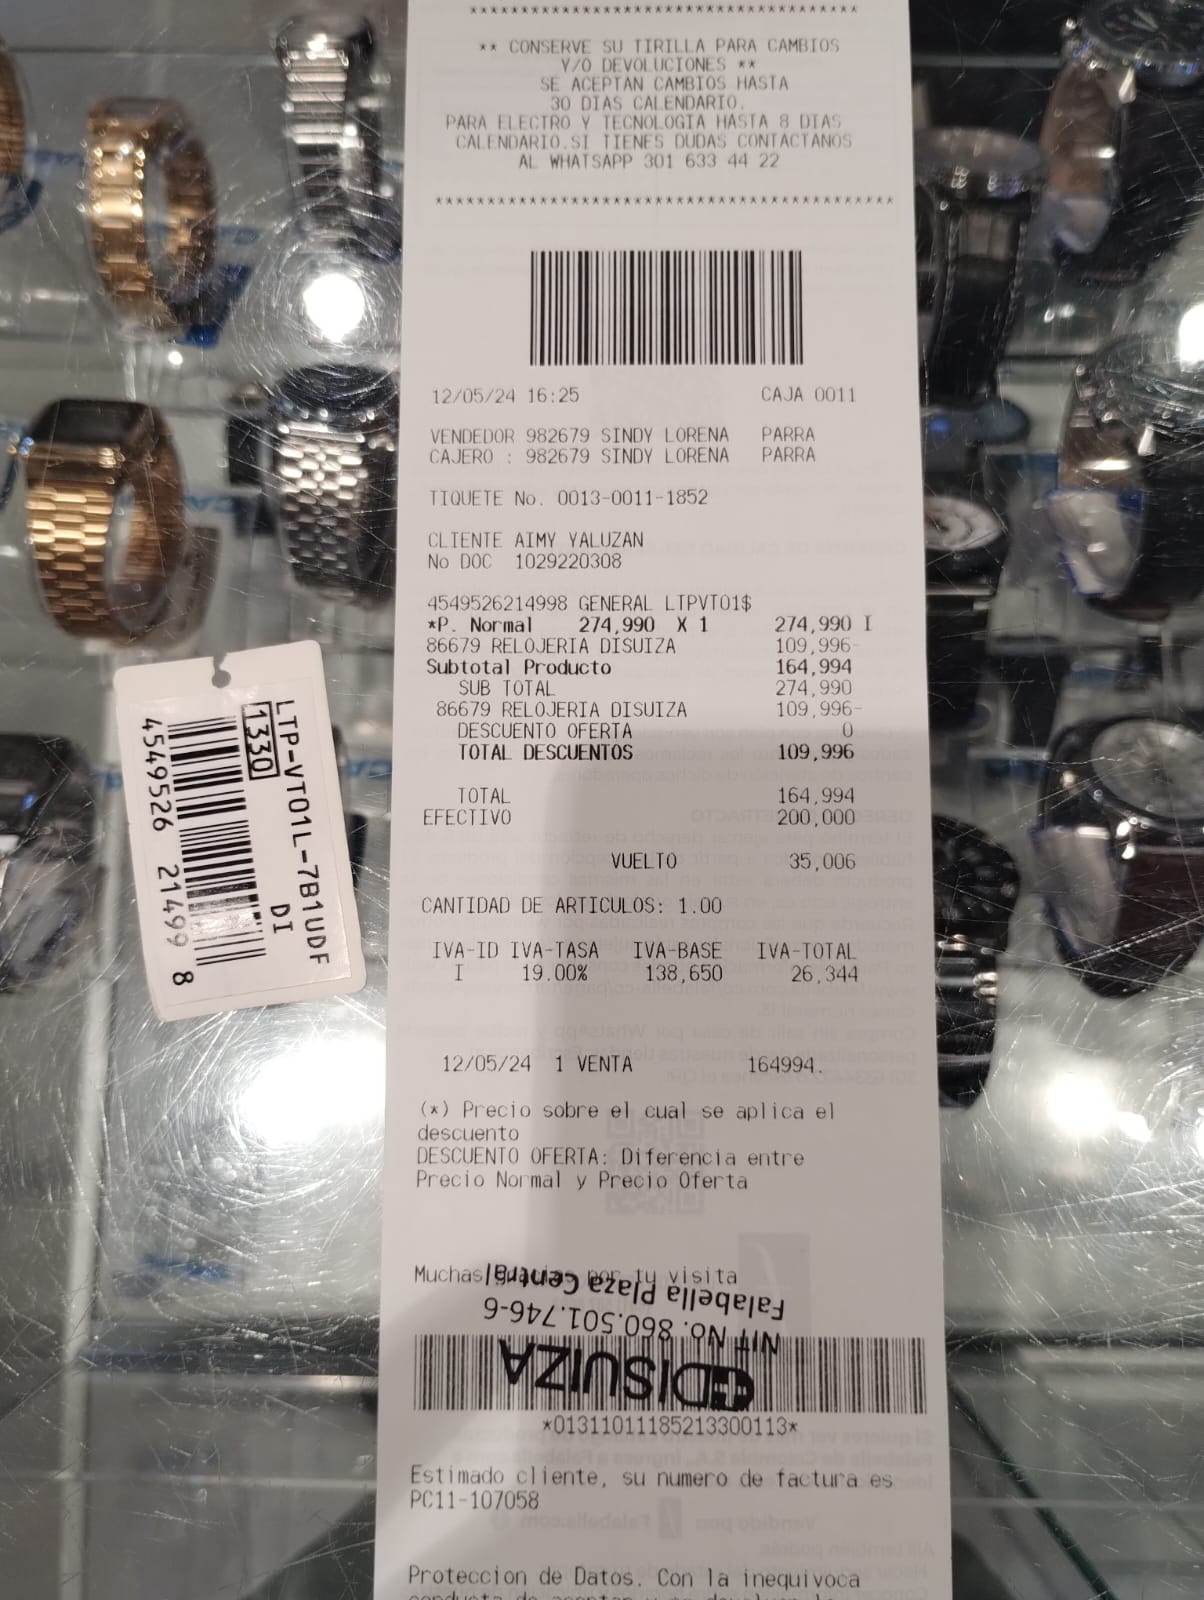 ****************************************
** CONSERVE SU TIRILLA PARA CAMBIOS
Y/O DEVOLUCIONES **
SE ACEPTAN CAMBIOS HASTA
30 DIAS CALENDARIO.
PARA ELECTRO Y TECNOLOGIA HASTA 8 DIAS
CALENDARIO.SI TIENES DUDAS CONTACTANOS
AL WHATSAPP 301 633 44 22
********************************************
12/05/24 16:25 CAJA 0011
VENDEDOR 982679 SINDY LORENA PARRA
CAJERO : 982679 SINDY LORENA PARRA
TIQUETE No. 0013-0011-1852
CLIENTE AIMY YALUZAN
No DOC 1029220308
4549526214998 GENERAL LTPVT01$
*P. Normal 274,990 X 1 274,990 I
86679 RELOJERIA DISUIZA 109,996-
Subtotal Producto 164,994
SUB TOTAL 274,990
86679 RELOJERIA DISUIZA 109,996-
DESCUENTO OFERTA 0
TOTAL DESCUENTOS 109,996
TOTAL 164,994
EFECTIVO 200,000
VUELTO 35,006
CANTIDAD DE ARTICULOS: 1.00
IVA-ID IVA-TASA IVA-BASE IVA-TOTAL
I 19.00% 138,650 26,344
12/05/24 1 VENTA 164994.
(*) Precio sobre el cual se aplica el
descuento
DESCUENTO OFERTA: Diferencia entre
Precio Normal y Precio Oferta
Muchas gracias por tu visita
DISUIZA
NIT No. 860.501.746-6
Falabella Plaza Central
*01311011185213300113*
Estimado cliente, su numero de factura es
PC11-107058
Proteccion de Datos. Con la inequivoca
LTP-VT01L-7B1UDF
1330 DI
4549526 21499 8